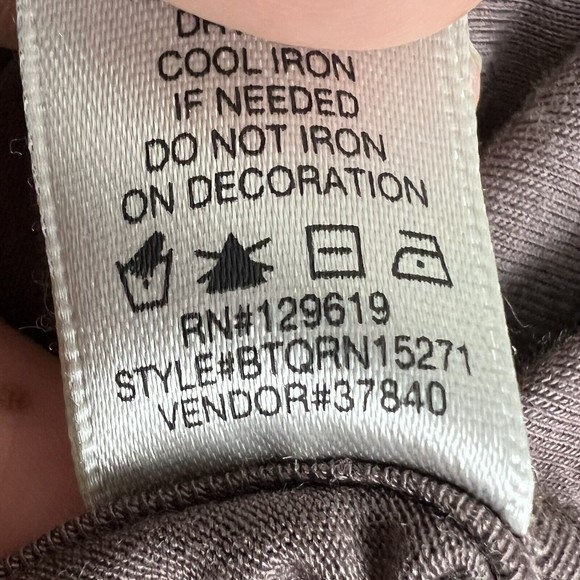 COOL IRON
IF NEEDED
DO NOT IRON
ON DECORATION
RN#129619
STYLE#BTQRN15271
VENDOR#37840